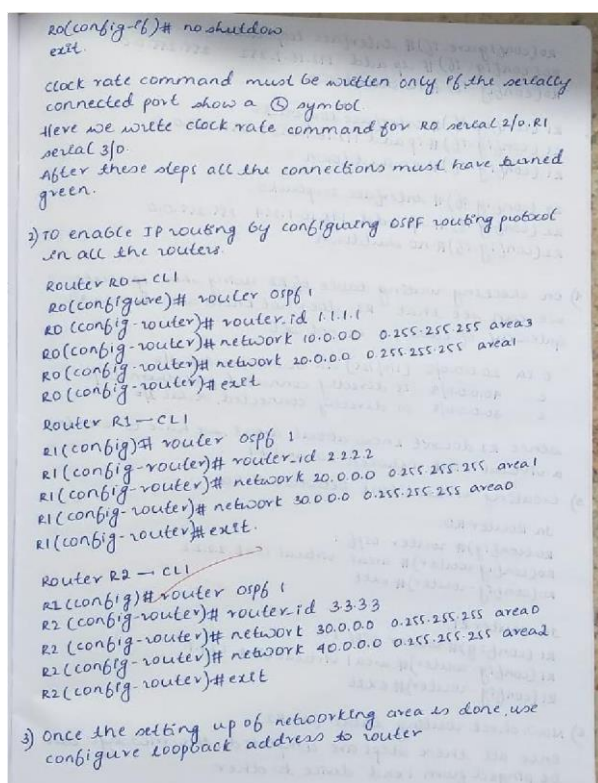 R0(config-if)# no shutdow
exit.
clock rate command must be written only if the serially
connected port show a symbol
Here we write clock rate command for R0 serial 2/0. R1
serial 3/0.
After these steps all the connections must have turned
green.
2) To enable IP routing by configuring OSPF routing protocol
in all the routers.
Router R0 - CLI
R0(configure)# router ospf 1
R0(config-router)# router.id 1.1.1.1
R0(config-router)# network 10.0.0.0 0.255.255.255 area3
R0(config-router)# network 20.0.0.0 0.255.255.255 area1
R0(config-router)# exit
Router R1 - CLI
R1(config)# router ospf 1
R1(config-router)# router.id 2.2.2.2
R1(config-router)# network 20.0.0.0 0.255.255.255 area1
R1(config-router)# network 30.0.0.0 0.255.255.255 area0
R1(config-router)# exit.
Router R2 - CLI
R2(config)# router ospf 1
R2(config-router)# router.id 3.3.3.3
R2(config-router)# network 30.0.0.0 0.255.255.255 area0
R2(config-router)# network 40.0.0.0 0.255.255.255 area2
R2(config-router)# exit
3) Once the setting up of netwoorking area is done, use
configure loopback address to router